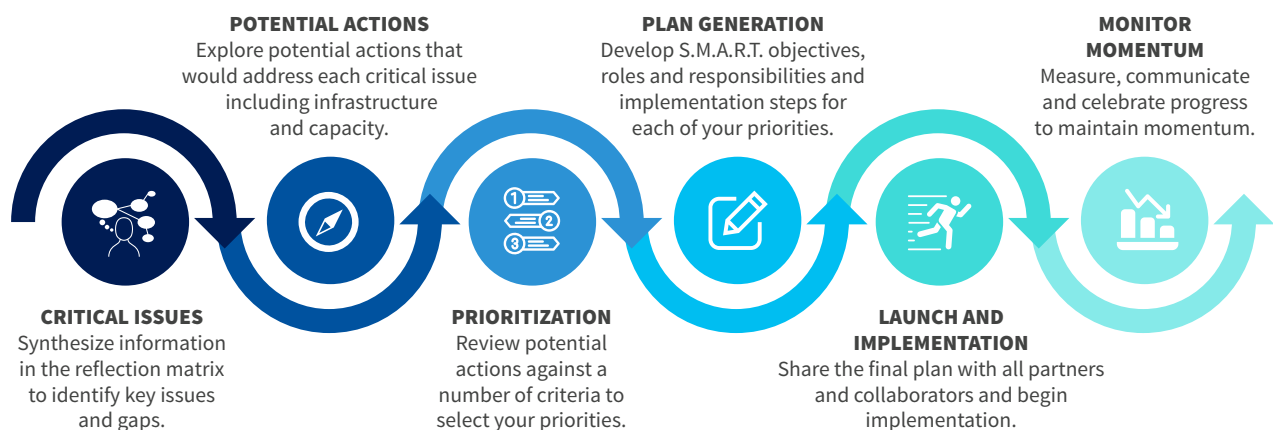 CRITICAL ISSUES
Synthesize information
in the reflection matrix
to identify key issues
and gaps.
POTENTIAL ACTIONS
Explore potential actions that
would address each critical issue
including infrastructure
and capacity.
1
2
3
PRIORITIZATION
Review potential
actions against a
number of criteria to
select your priorities.
PLAN GENERATION
Develop S.M.A.R.T. objectives,
roles and responsibilities and
implementation steps for
each of your priorities.
LAUNCH AND
IMPLEMENTATION
Share the final plan with all partners
and collaborators and begin
implementation.
MONITOR
MOMENTUM
Measure, communicate
and celebrate progress
to maintain momentum.